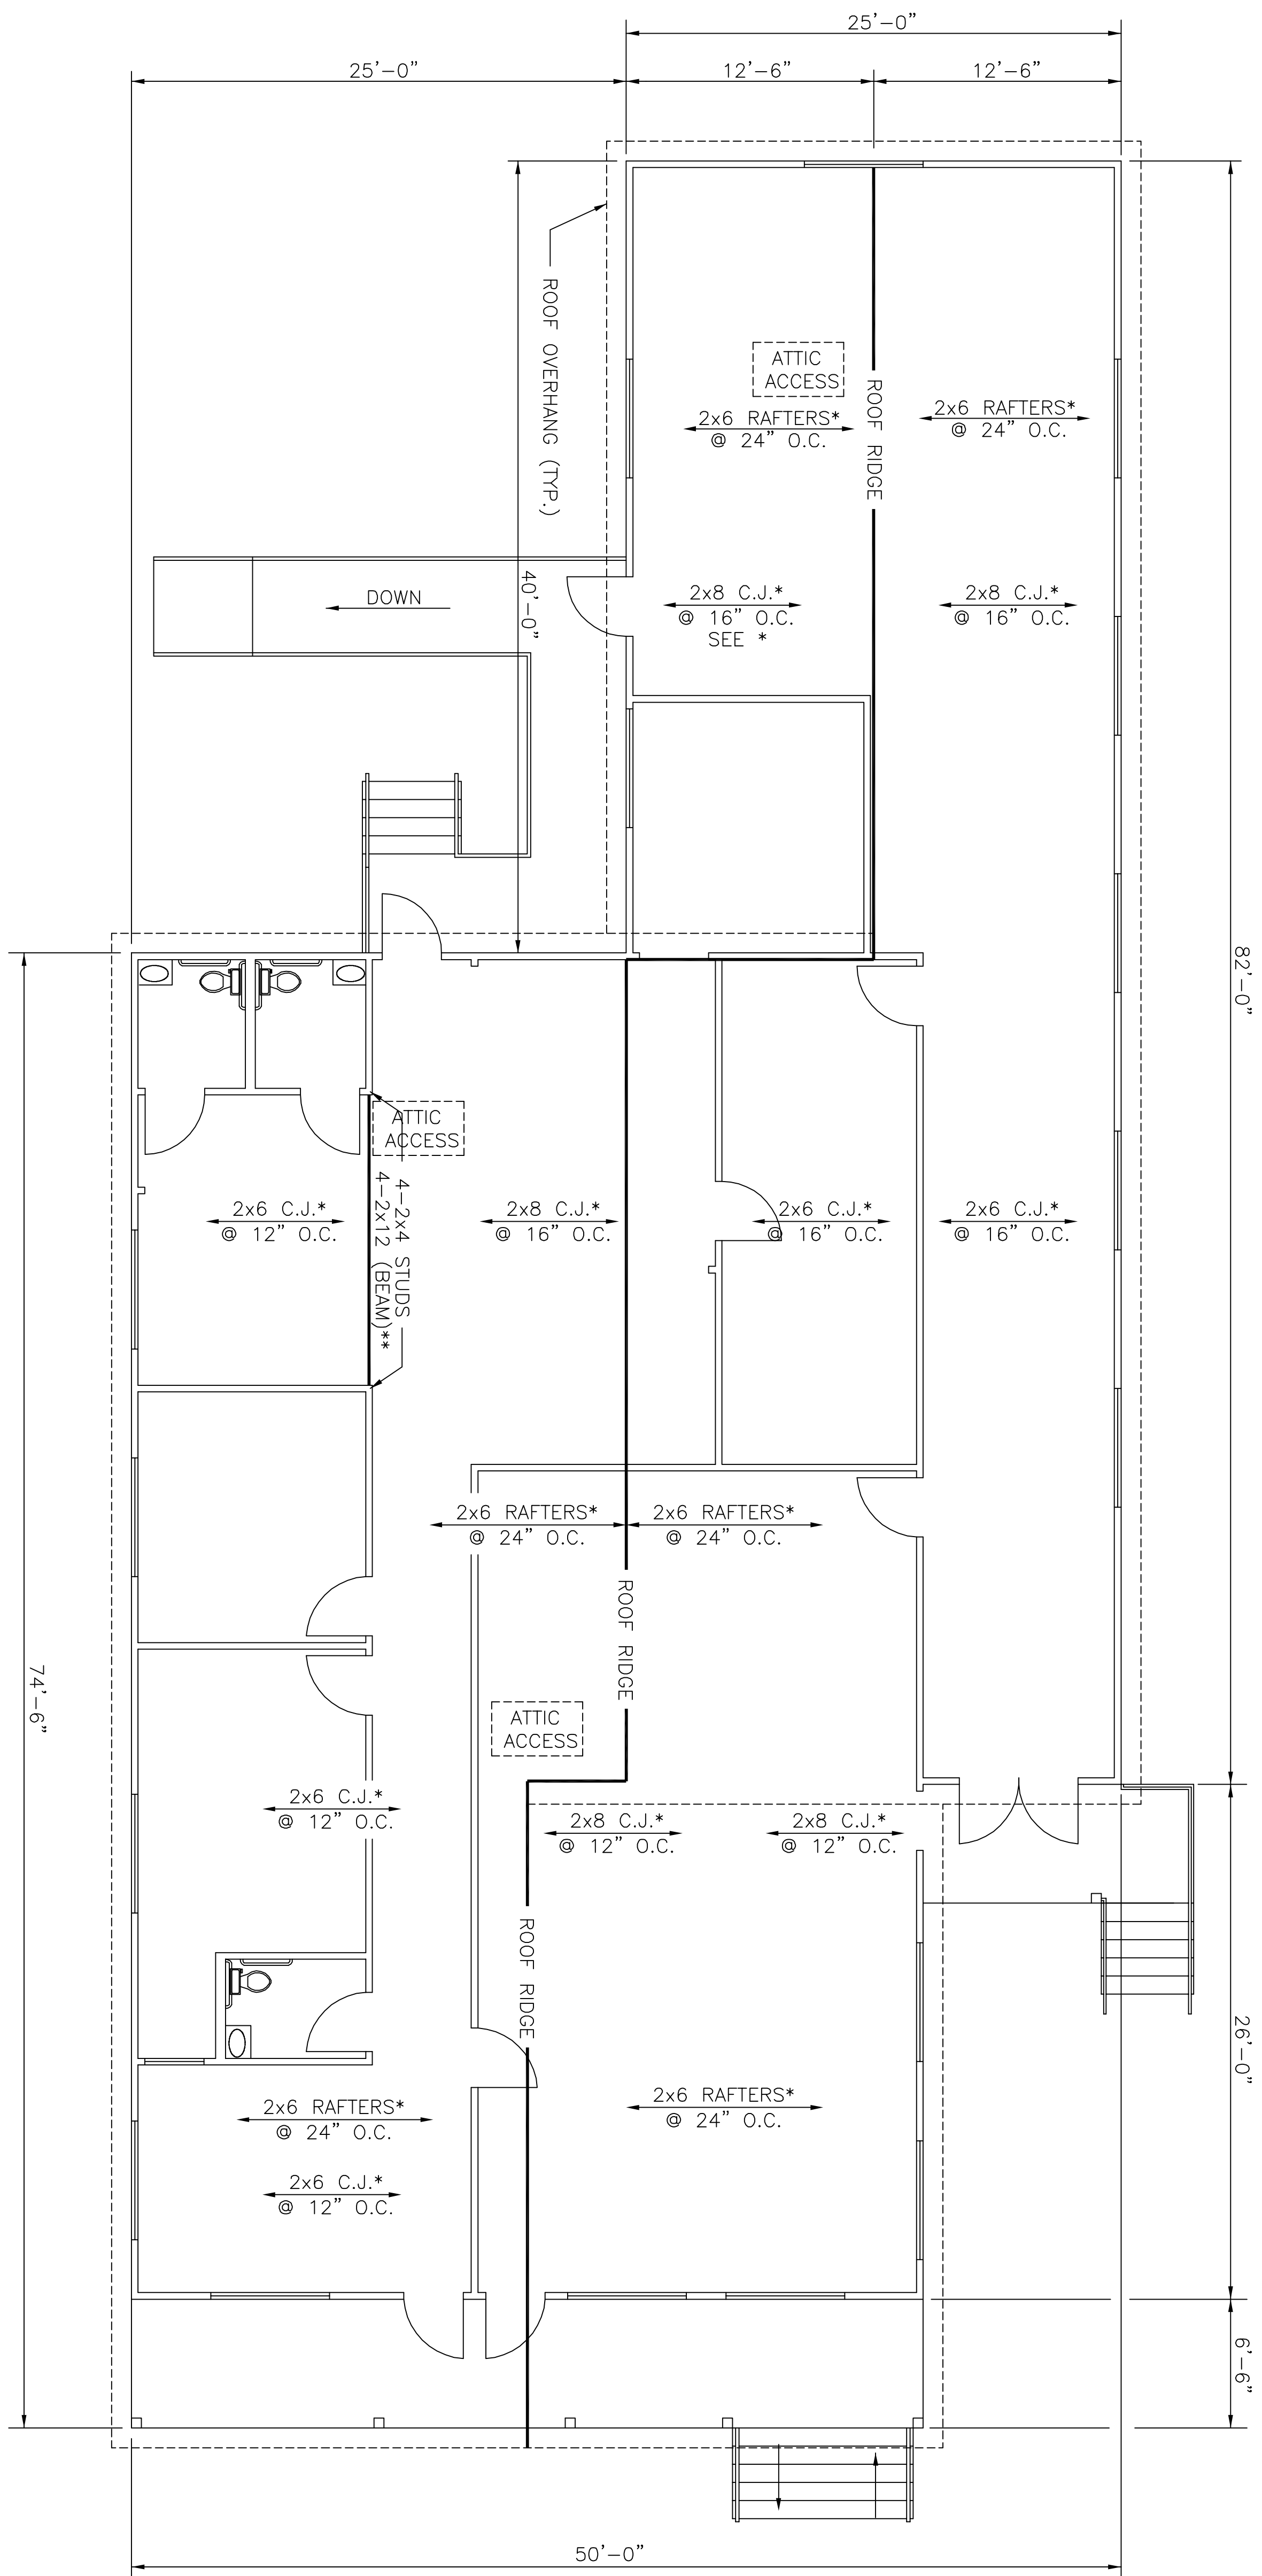 25'-0"
25'-0"
12'-6"
12'-6"
ROOF OVERHANG (TYP.)
ATTIC
ACCESS
2x6 RAFTERS*
@ 24" O.C.
ROOF RIDGE
2x6 RAFTERS*
@ 24" O.C.
DOWN
40'-0"
2x8 C.J.*
@ 16" O.C.
SEE *
2x8 C.J.*
@ 16" O.C.
82'-0"
ATTIC
ACCESS
4-2x4 STUDS
4-2x12 (BEAM)**
2x6 C.J.*
@ 12" O.C.
2x8 C.J.*
@ 16" O.C.
2x6 C.J.*
@ 16" O.C.
2x6 C.J.*
@ 16" O.C.
2x6 RAFTERS*
@ 24" O.C.
2x6 RAFTERS*
@ 24" O.C.
ROOF RIDGE
74'-6"
ATTIC
ACCESS
2x6 C.J.*
@ 12" O.C.
2x8 C.J.*
@ 12" O.C.
2x8 C.J.*
@ 12" O.C.
ROOF RIDGE
26'-0"
2x6 RAFTERS*
@ 24" O.C.
2x6 RAFTERS*
@ 24" O.C.
2x6 C.J.*
@ 12" O.C.
6'-6"
50'-0"